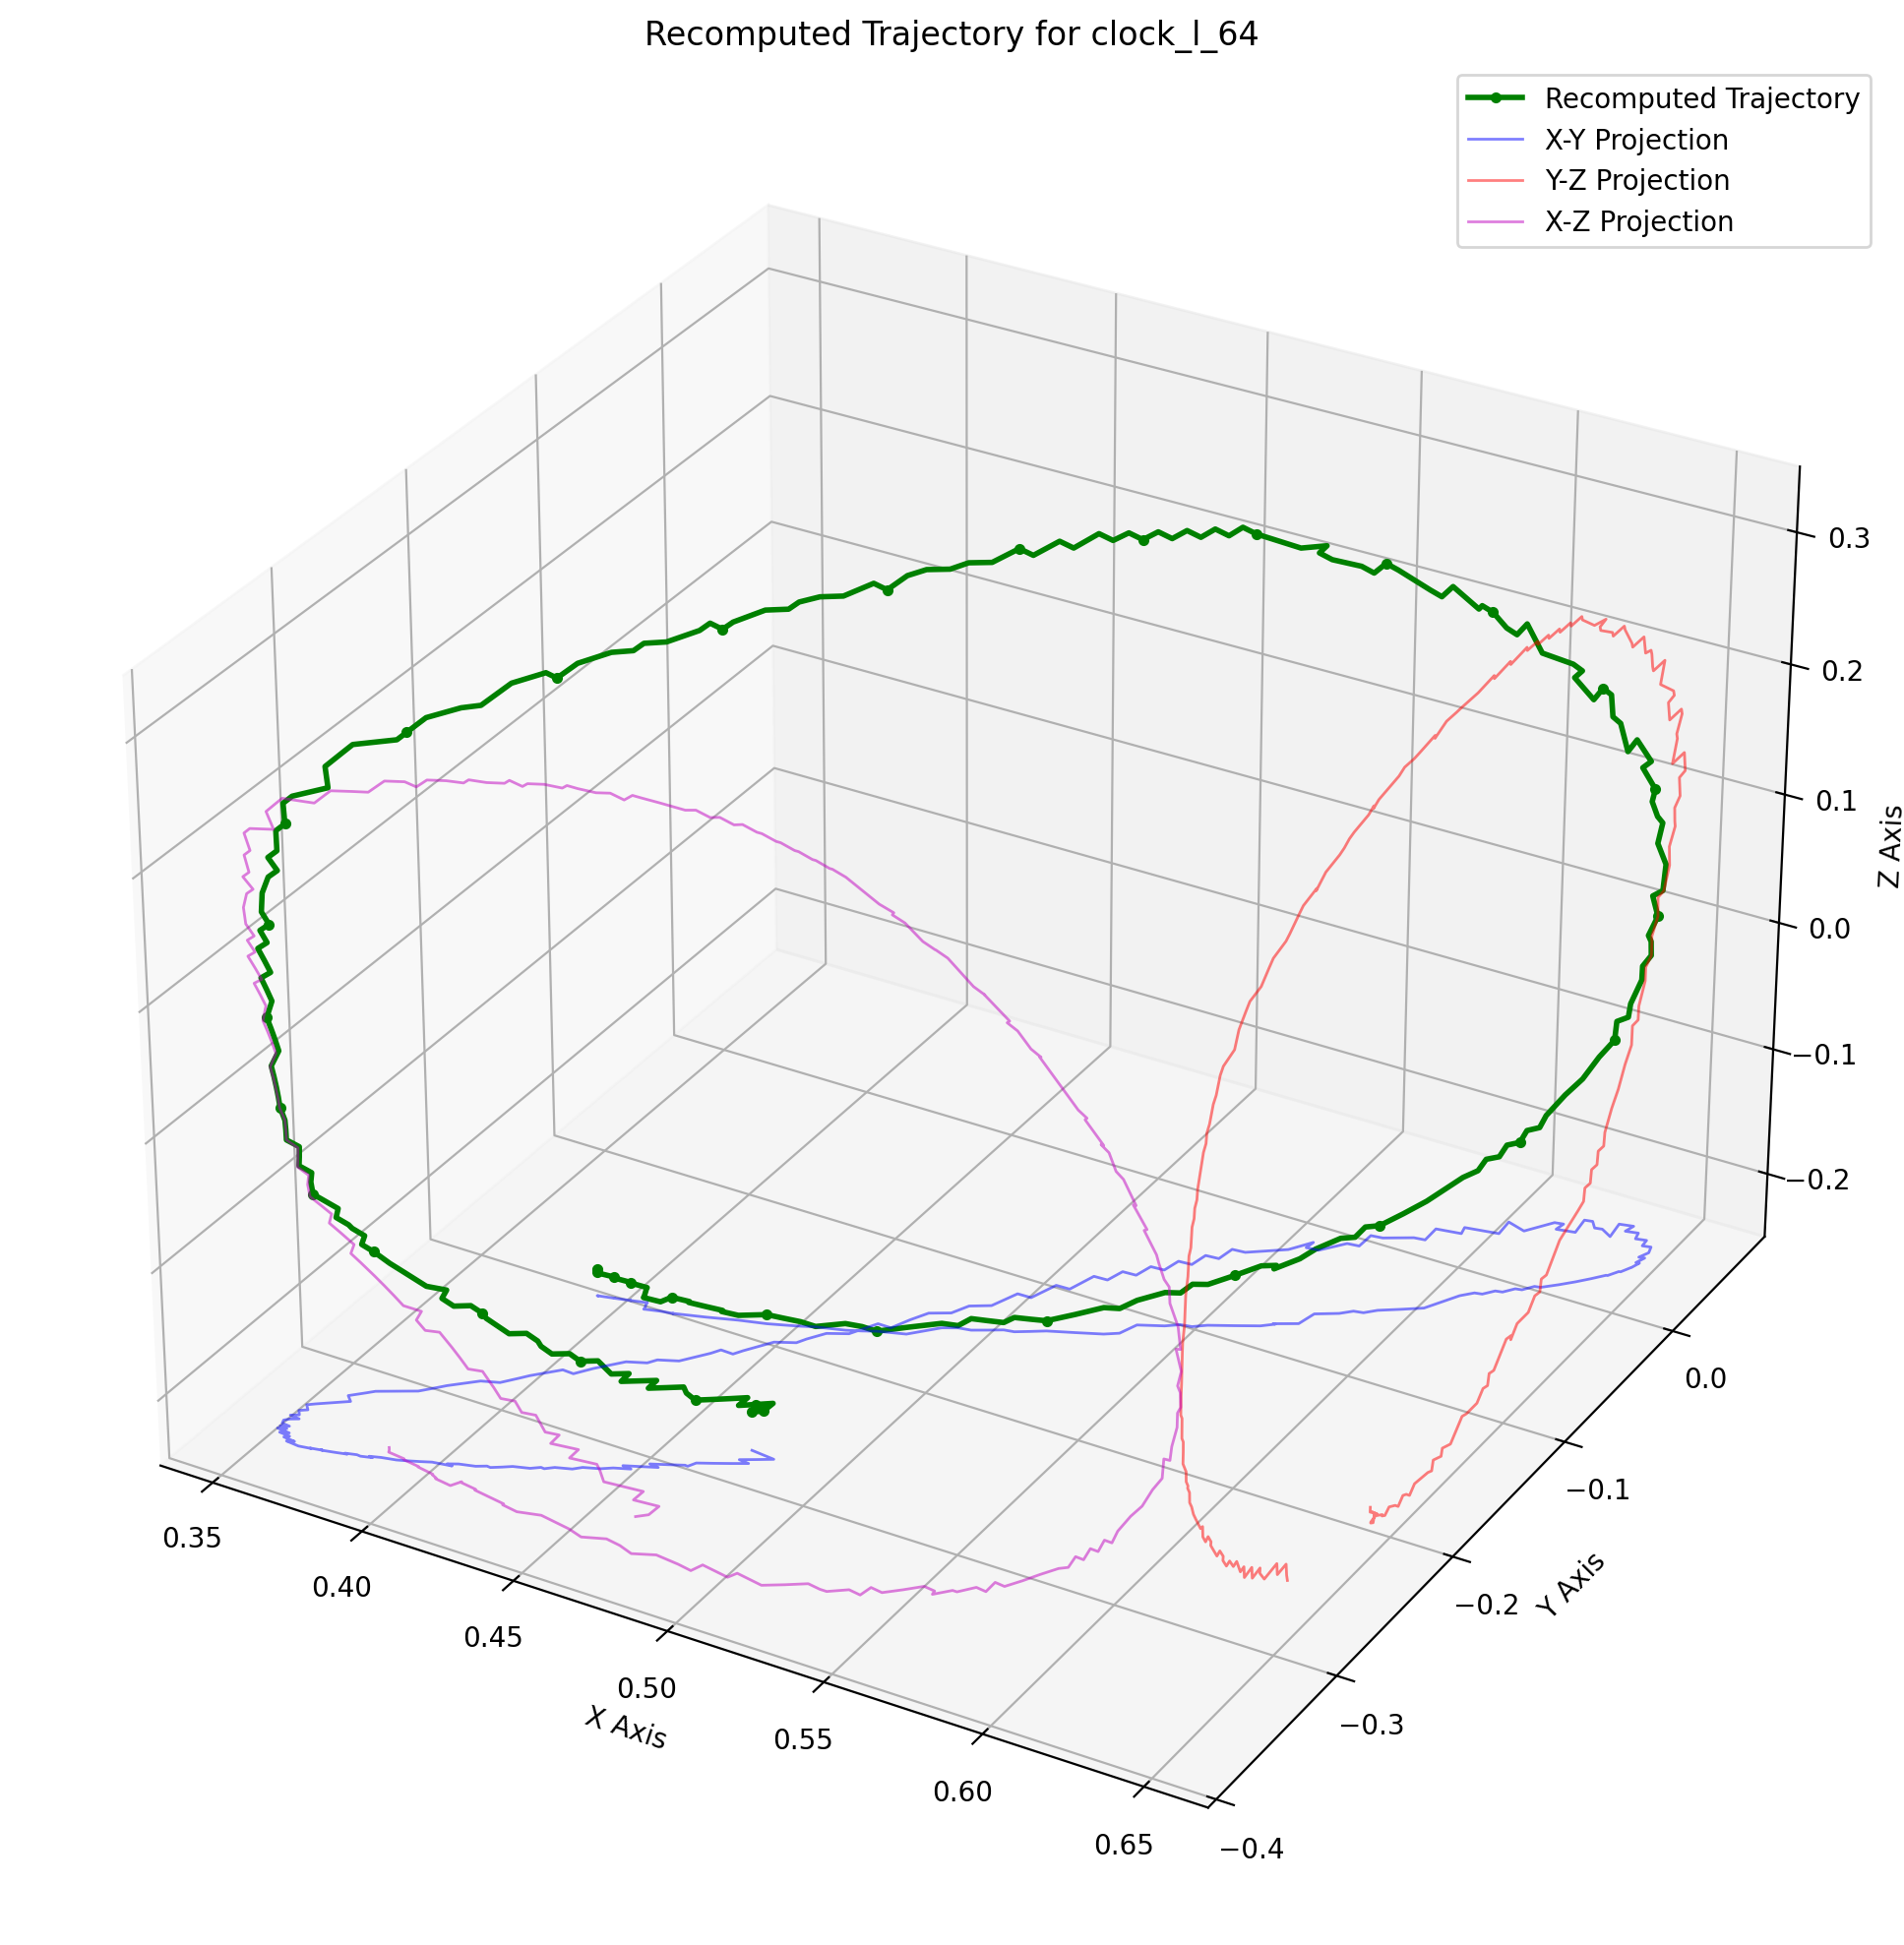 Recomputed Trajectory for clock_l_64
Recomputed Trajectory
X-Y Projection
Y-Z Projection
X-Z Projection
0.3
0.2
0.1
0.0
−0.1
−0.2
Z Axis
0.0
−0.1
−0.2
−0.3
−0.4
Y Axis
0.35
0.40
0.45
0.50
0.55
0.60
0.65
X Axis